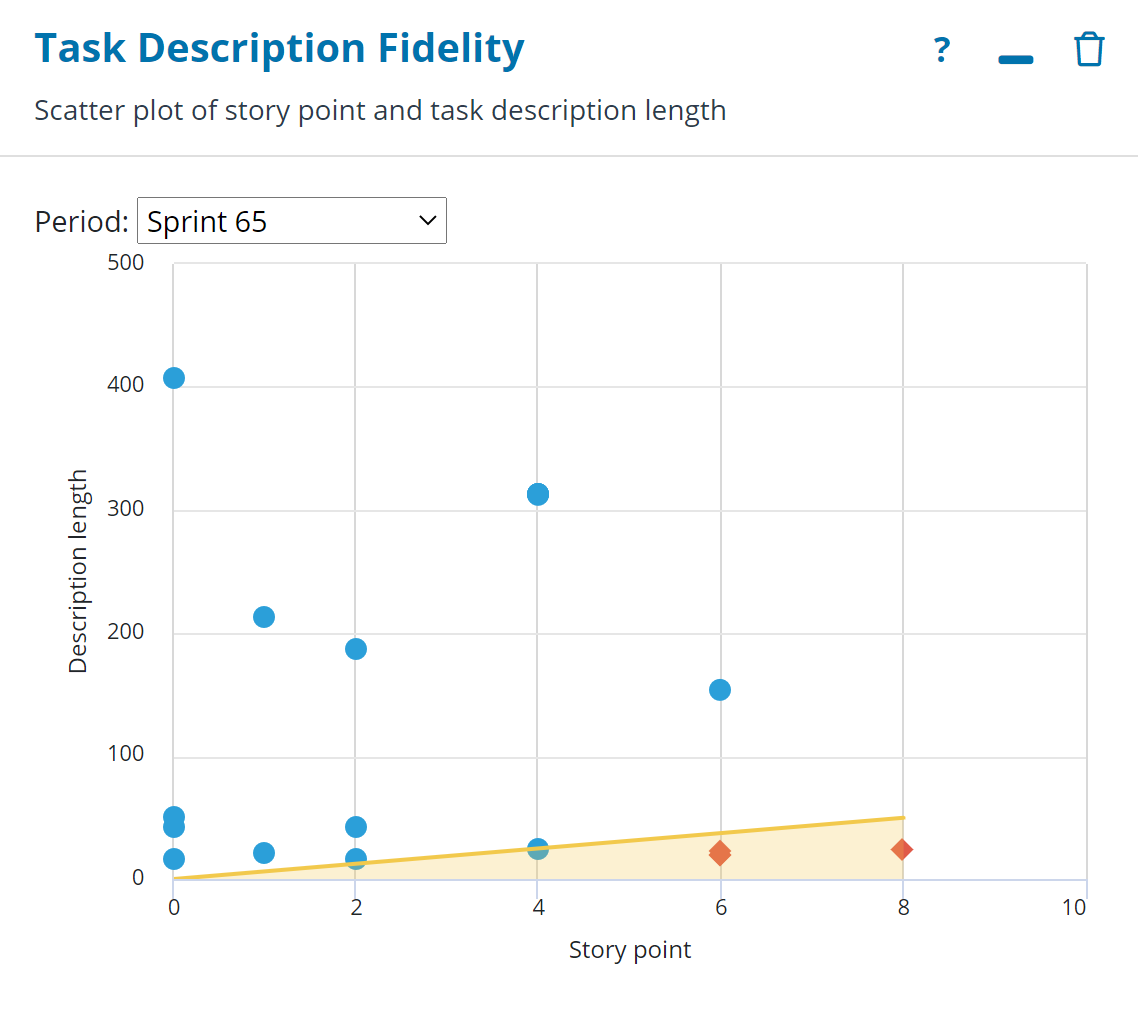 Task Description Fidelity
?
Scatter plot of story point and task description length
Period: Sprint 65
500
400
300
200
100
0
Description length
0 2 4 6 8 10
Story point